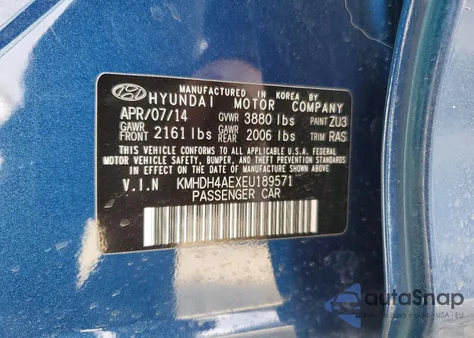 MANUFACTURED IN KOREA BY
HYUNDAI MOTOR COMPANY
APR/07/14 GVWR 3880 lbs PAINT ZU3
GAWR FRONT 2161 lbs GAWR REAR 2006 lbs TRIM RAS
THIS VEHICLE CONFORMS TO ALL APPLICABLE FEDERAL
MOTOR VEHICLE SAFETY, BUMPER, AND THEFT PREVENTION STANDARDS
IN EFFECT ON THE DATE OF MANUFACTURE SHOWN ABOVE.
V.I.N KMHDH4AEXEU189571
PASSENGER CAR
autoSnap